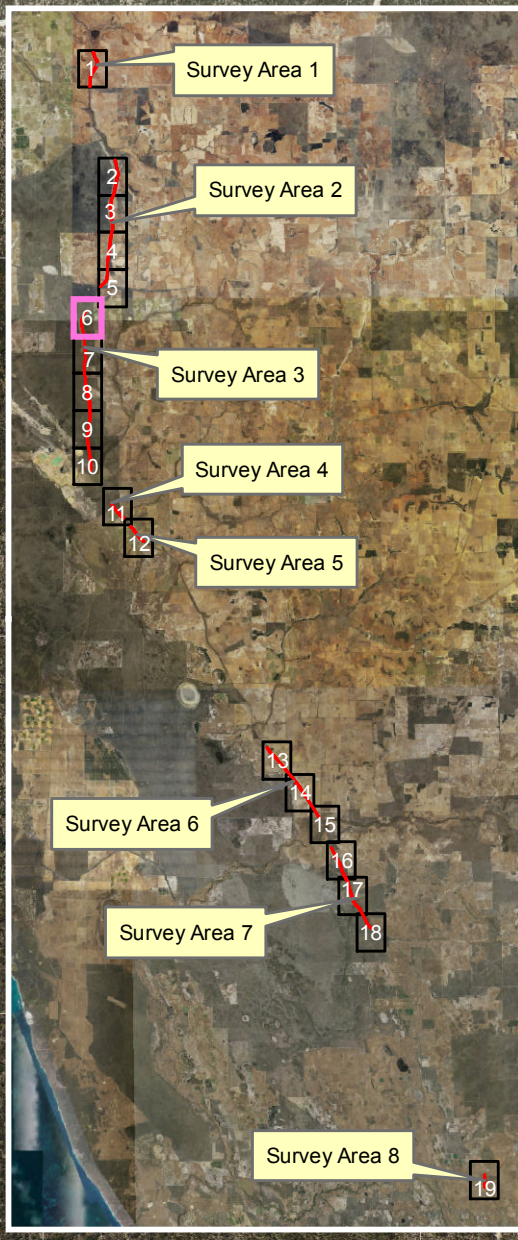 1
Survey Area 1
2
Survey Area 2
3
4
5
6
7
Survey Area 3
8
9
10
Survey Area 4
11
12
Survey Area 5
13
14
Survey Area 6
15
16
17
Survey Area 7
18
Survey Area 8
19